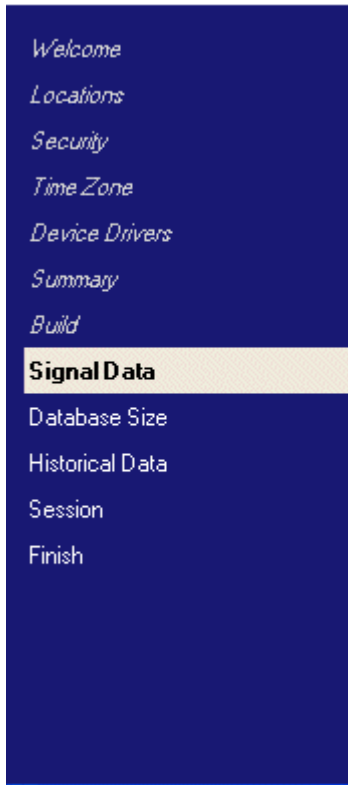 Welcome
Locations
Security
Time Zone
Device Drivers
Summary
Build
Signal Data
Database Size
Historical Data
Session
Finish